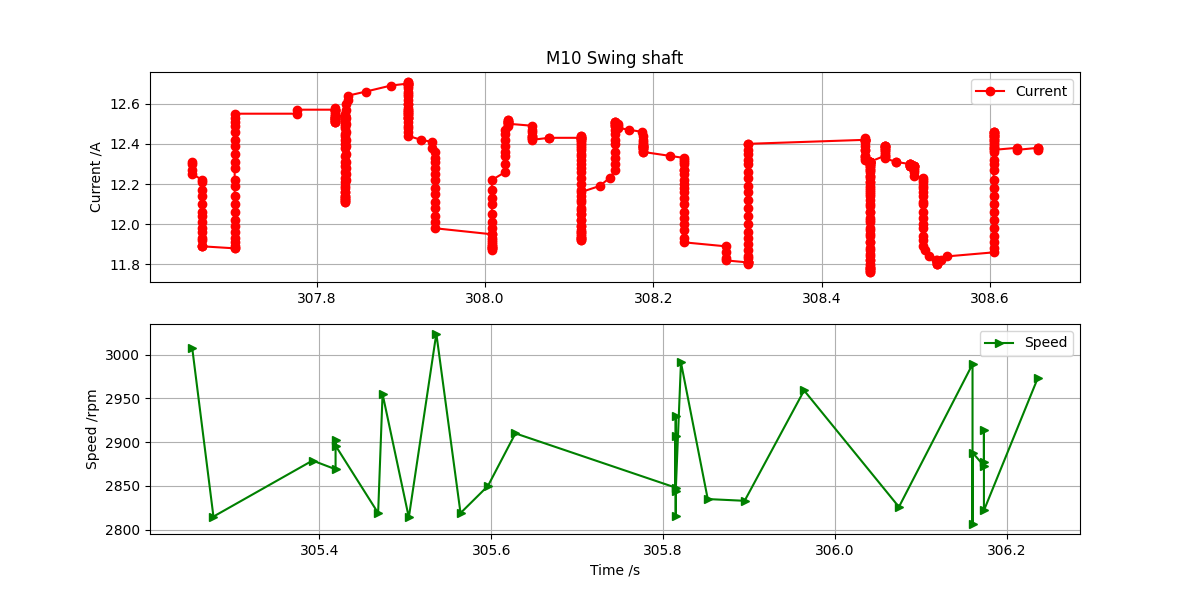 M10 Swing shaft
Current /A
12.6
12.4
12.2
12.0
11.8
Current
307.8 308.0 308.2 308.4 308.6
Speed /rpm
3000
2950
2900
2850
2800
Speed
305.4 305.6 305.8 306.0 306.2
Time /s